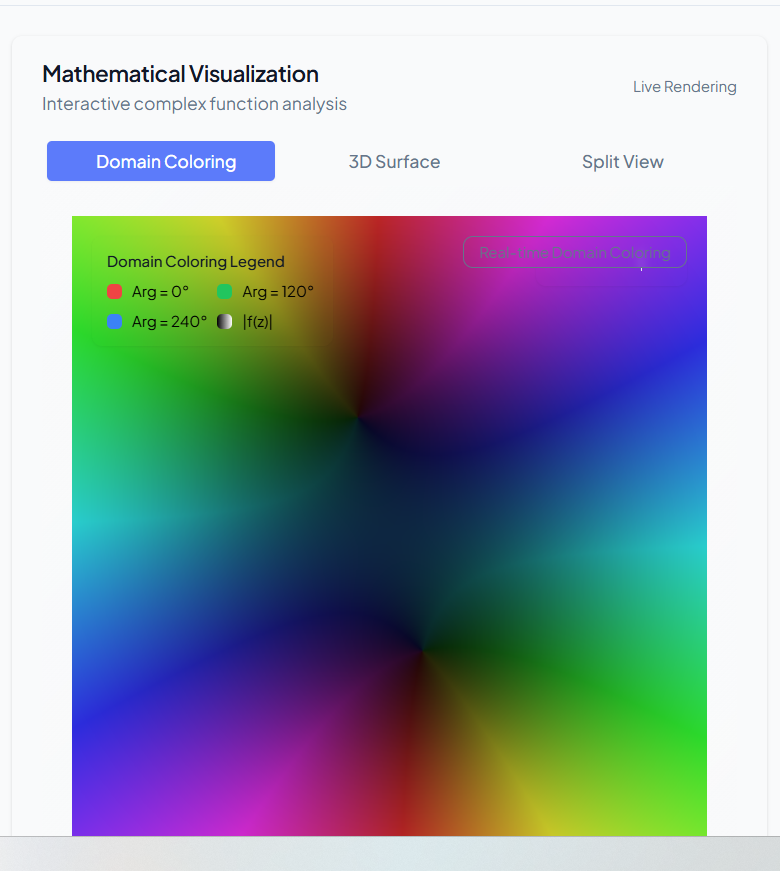 Mathematical Visualization
Interactive complex function analysis
Live Rendering
Domain Coloring
3D Surface
Split View
Real-time Domain Coloring
Domain Coloring Legend
Arg = 0°
Arg = 120°
Arg = 240°
|f(z)|